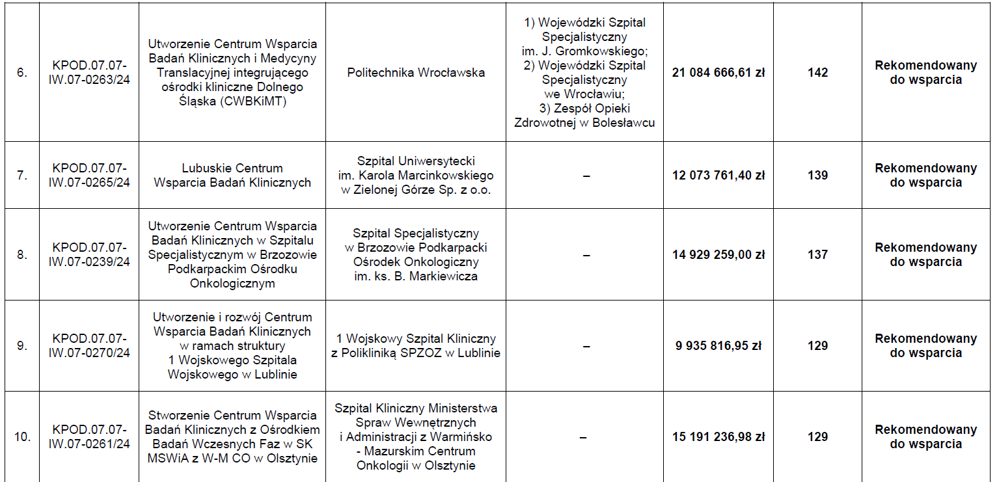 6.
KPOD.07.07-
IW.07-0263/24
Utworzenie Centrum Wsparcia
Badań Klinicznych i Medycyny
Translacyjnej integrującego
ośrodki kliniczne Dolnego
Śląska (CWBKiMT)
Politechnika Wrocławska
1) Wojewódzki Szpital
Specjalistyczny
im. J. Gromkowskiego;
2) Wojewódzki Szpital
Specjalistyczny
we Wrocławiu;
3) Zespół Opieki
Zdrowotnej w Bolesławcu
21 084 666,61 zł
142
Rekomendowany
do wsparcia
7.
KPOD.07.07-
IW.07-0265/24
Lubuskie Centrum
Wsparcia Badań Klinicznych
Szpital Uniwersytecki
im. Karola Marcinkowskiego
w Zielonej Górze Sp. z o.o.
–
12 073 761,40 zł
139
Rekomendowany
do wsparcia
8.
KPOD.07.07-
IW.07-0239/24
Utworzenie Centrum Wsparcia
Badań Klinicznych w Szpitalu
Specjalistycznym w Brzozowie
Podkarpackim Ośrodku
Onkologicznym
Szpital Specjalistyczny
w Brzozowie Podkarpacki
Ośrodek Onkologiczny
im. ks. B. Markiewicza
–
14 929 259,00 zł
137
Rekomendowany
do wsparcia
9.
KPOD.07.07-
IW.07-0270/24
Utworzenie i rozwój Centrum
Wsparcia Badań Klinicznych
w ramach struktury
1 Wojskowego Szpitala
Wojskowego w Lublinie
1 Wojskowy Szpital Kliniczny
z Polikliniką SPZOZ w Lublinie
–
9 935 816,95 zł
129
Rekomendowany
do wsparcia
10.
KPOD.07.07-
IW.07-0261/24
Stworzenie Centrum Wsparcia
Badań Klinicznych z Ośrodkiem
Badań Wczesnych Faz w SK
MSWiA z W-M CO w Olsztynie
Szpital Kliniczny Ministerstwa
Spraw Wewnętrznych
i Administracji z Warmińsko
- Mazurskim Centrum
Onkologii w Olsztynie
–
15 191 236,98 zł
129
Rekomendowany
do wsparcia